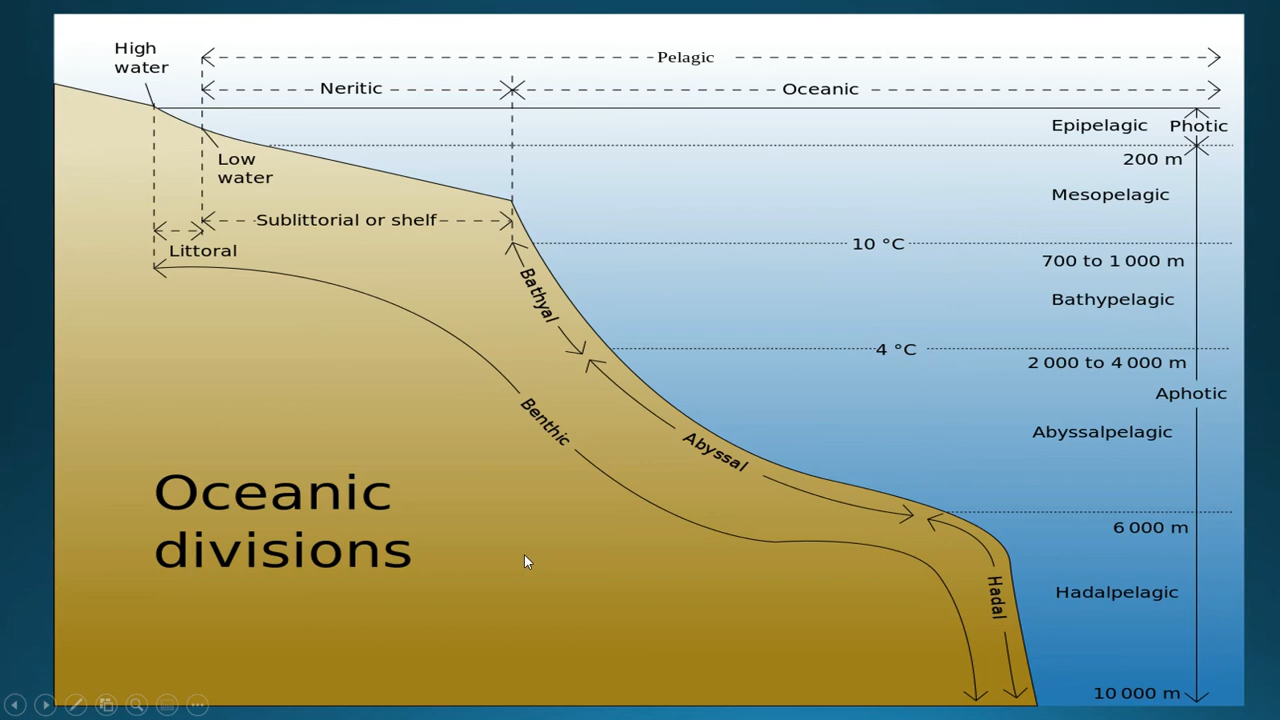 High
water
Pelagic
Neritic
Oceanic
Epipelagic
Photic
Low
water
200 m
Mesopelagic
Sublittorial or shelf
Littoral
10 °C
700 to 1 000 m
Bathyal
Bathypelagic
4 °C
2 000 to 4 000 m
Aphotic
Benthic
Abyssal
Abyssalpelagic
Oceanic
divisions
6 000 m
Hadal
Hadalpelagic
10 000 m